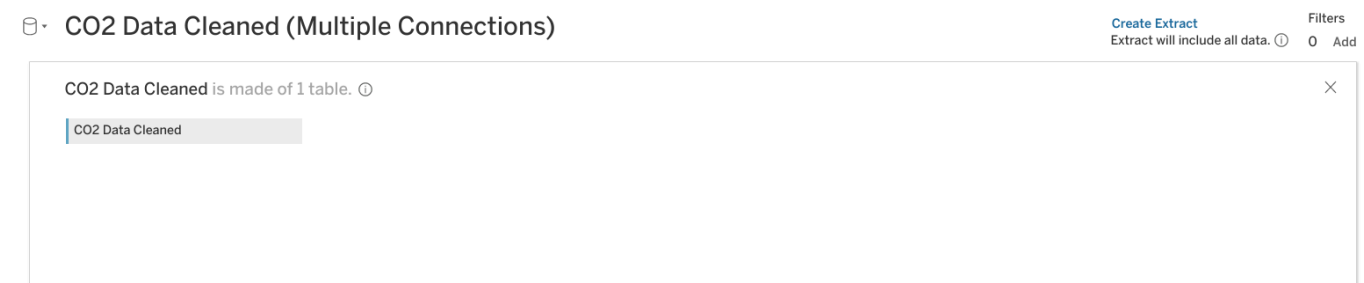 CO2 Data Cleaned (Multiple Connections)
Create Extract
Extract will include all data.
Filters
0 Add
CO2 Data Cleaned is made of 1 table.
CO2 Data Cleaned